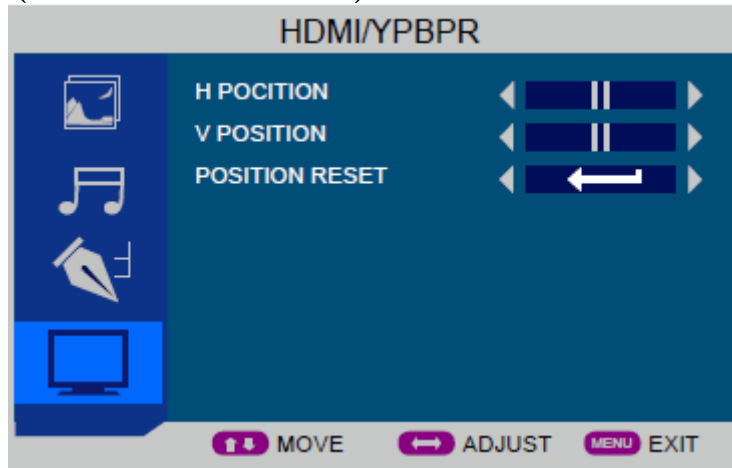 HDMI/YPBPR
H POCITION
V POSITION
POSITION RESET
MOVE ADJUST MENU EXIT